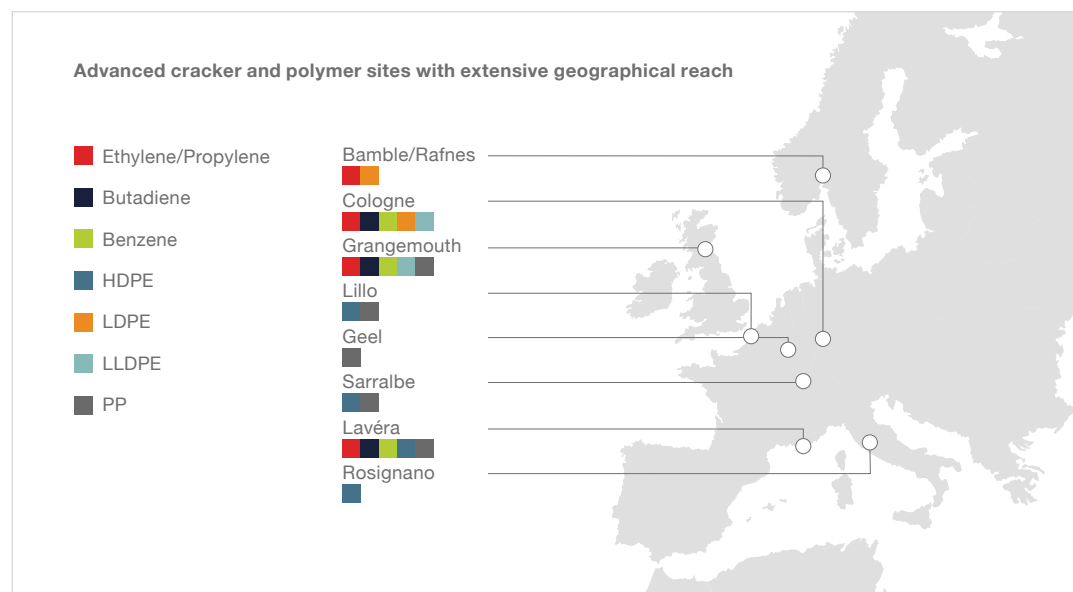 Advanced cracker and polymer sites with extensive geographical reach
Ethylene/Propylene
Butadiene
Benzene
HDPE
LDPE
LLDPE
PP
Bamble/Rafnes
Cologne
Grangemouth
Lillo
Geel
Sarralbe
Lavéra
Rosignano